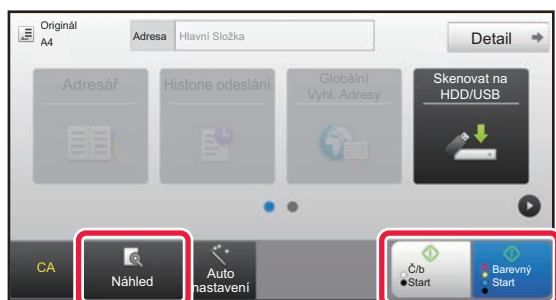 Originál
A4
Adresa
Hlavní Složka
Detail
Adresář
Historie odeslání
Globální
Vyhl. Adresy
Skenovat na
HDD/USB
CA
Náhled
Auto
nastavení
Č/b
Start
Barevný
Start